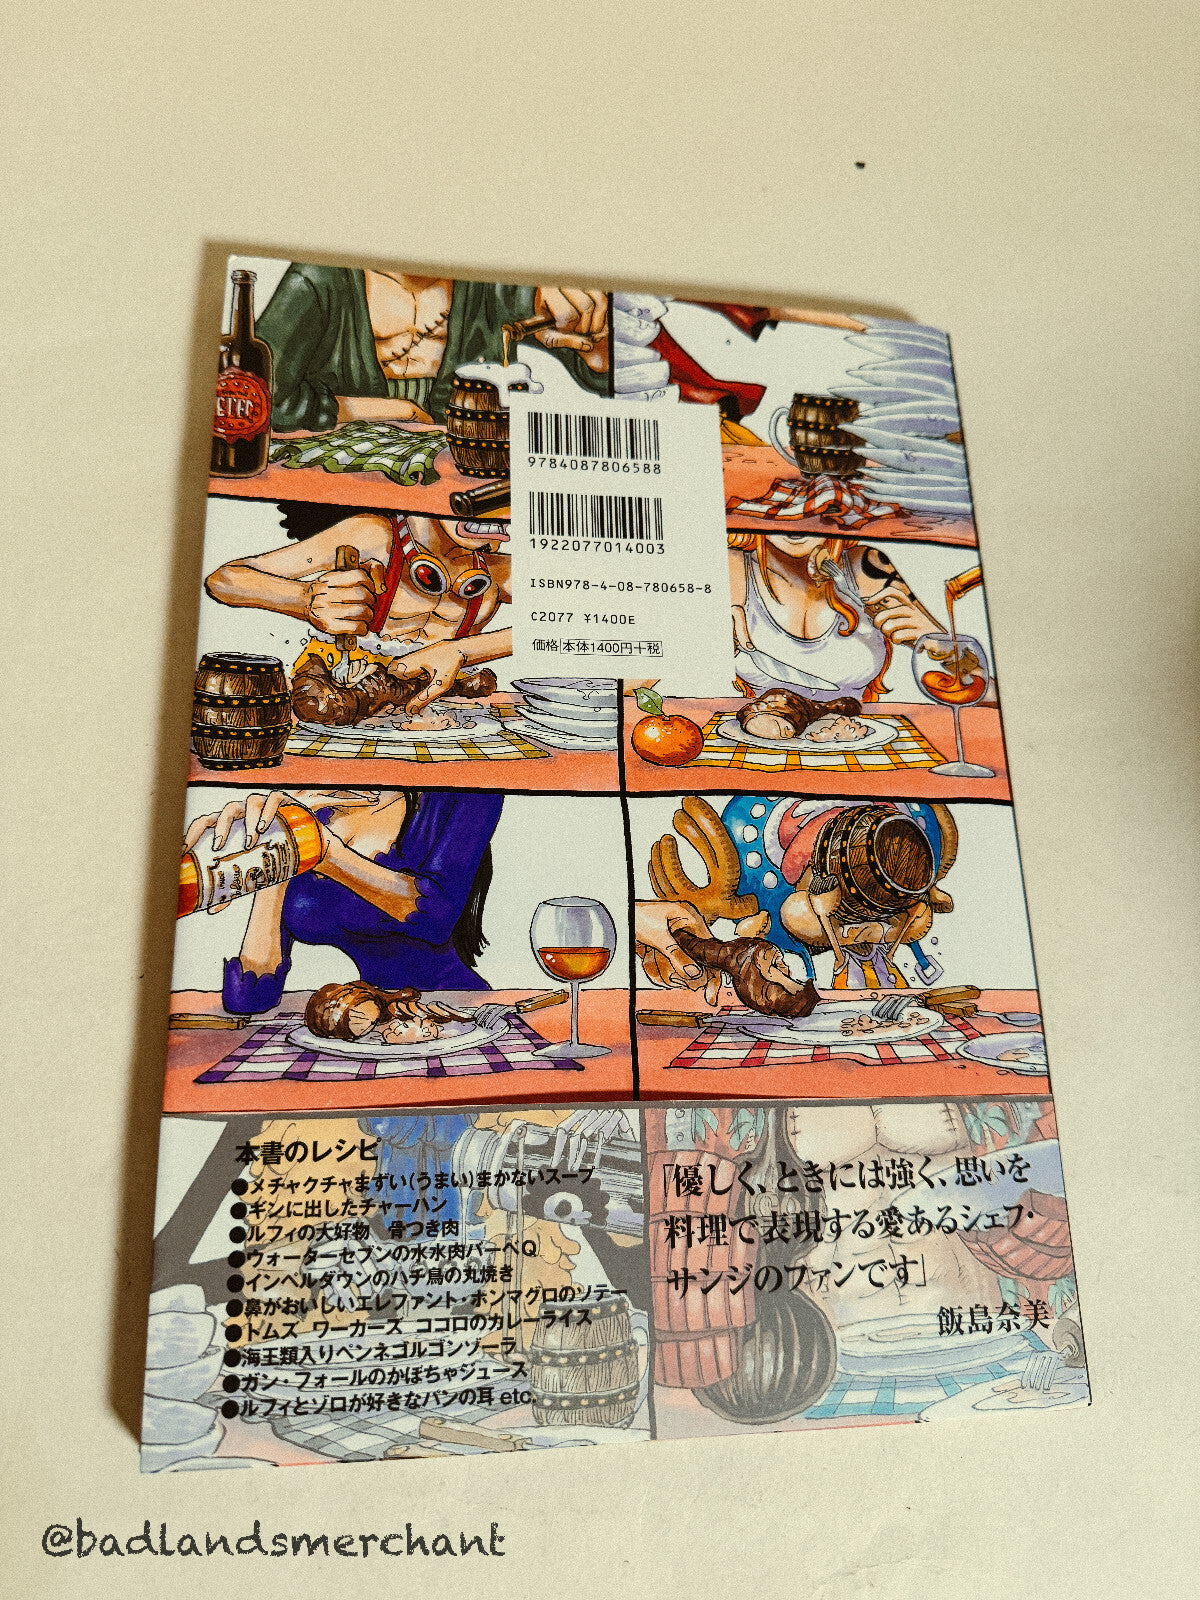 9784087806588
1922077014003
ISBN978-4-08-780658-8
C2077 ¥1400E
価格 本体1400円+税
本書のレシピ
●メチャクチャまずい(うまい)まかないスープ
●ギンに出したチャーハン
●ルフィの大好物 骨つき肉
●ウォーターセブンの水水肉バーベQ
●インペルダウンのハチ鳥の丸焼き
●鼻がおいしいエレファント・ホンマグロのソテー
●トムズ ワーカーズ ココロのカレーライス
●海王類入りペンネゴルゴンゾーラ
●ガン・フォールのかぼちゃジュース
●ルフィとゾロが好きなパンの耳 etc.
「優しく、ときには強く、思いを
料理で表現する愛あるシェフ・
サンジのファンです」
飯島奈美
@badlandsmerchant